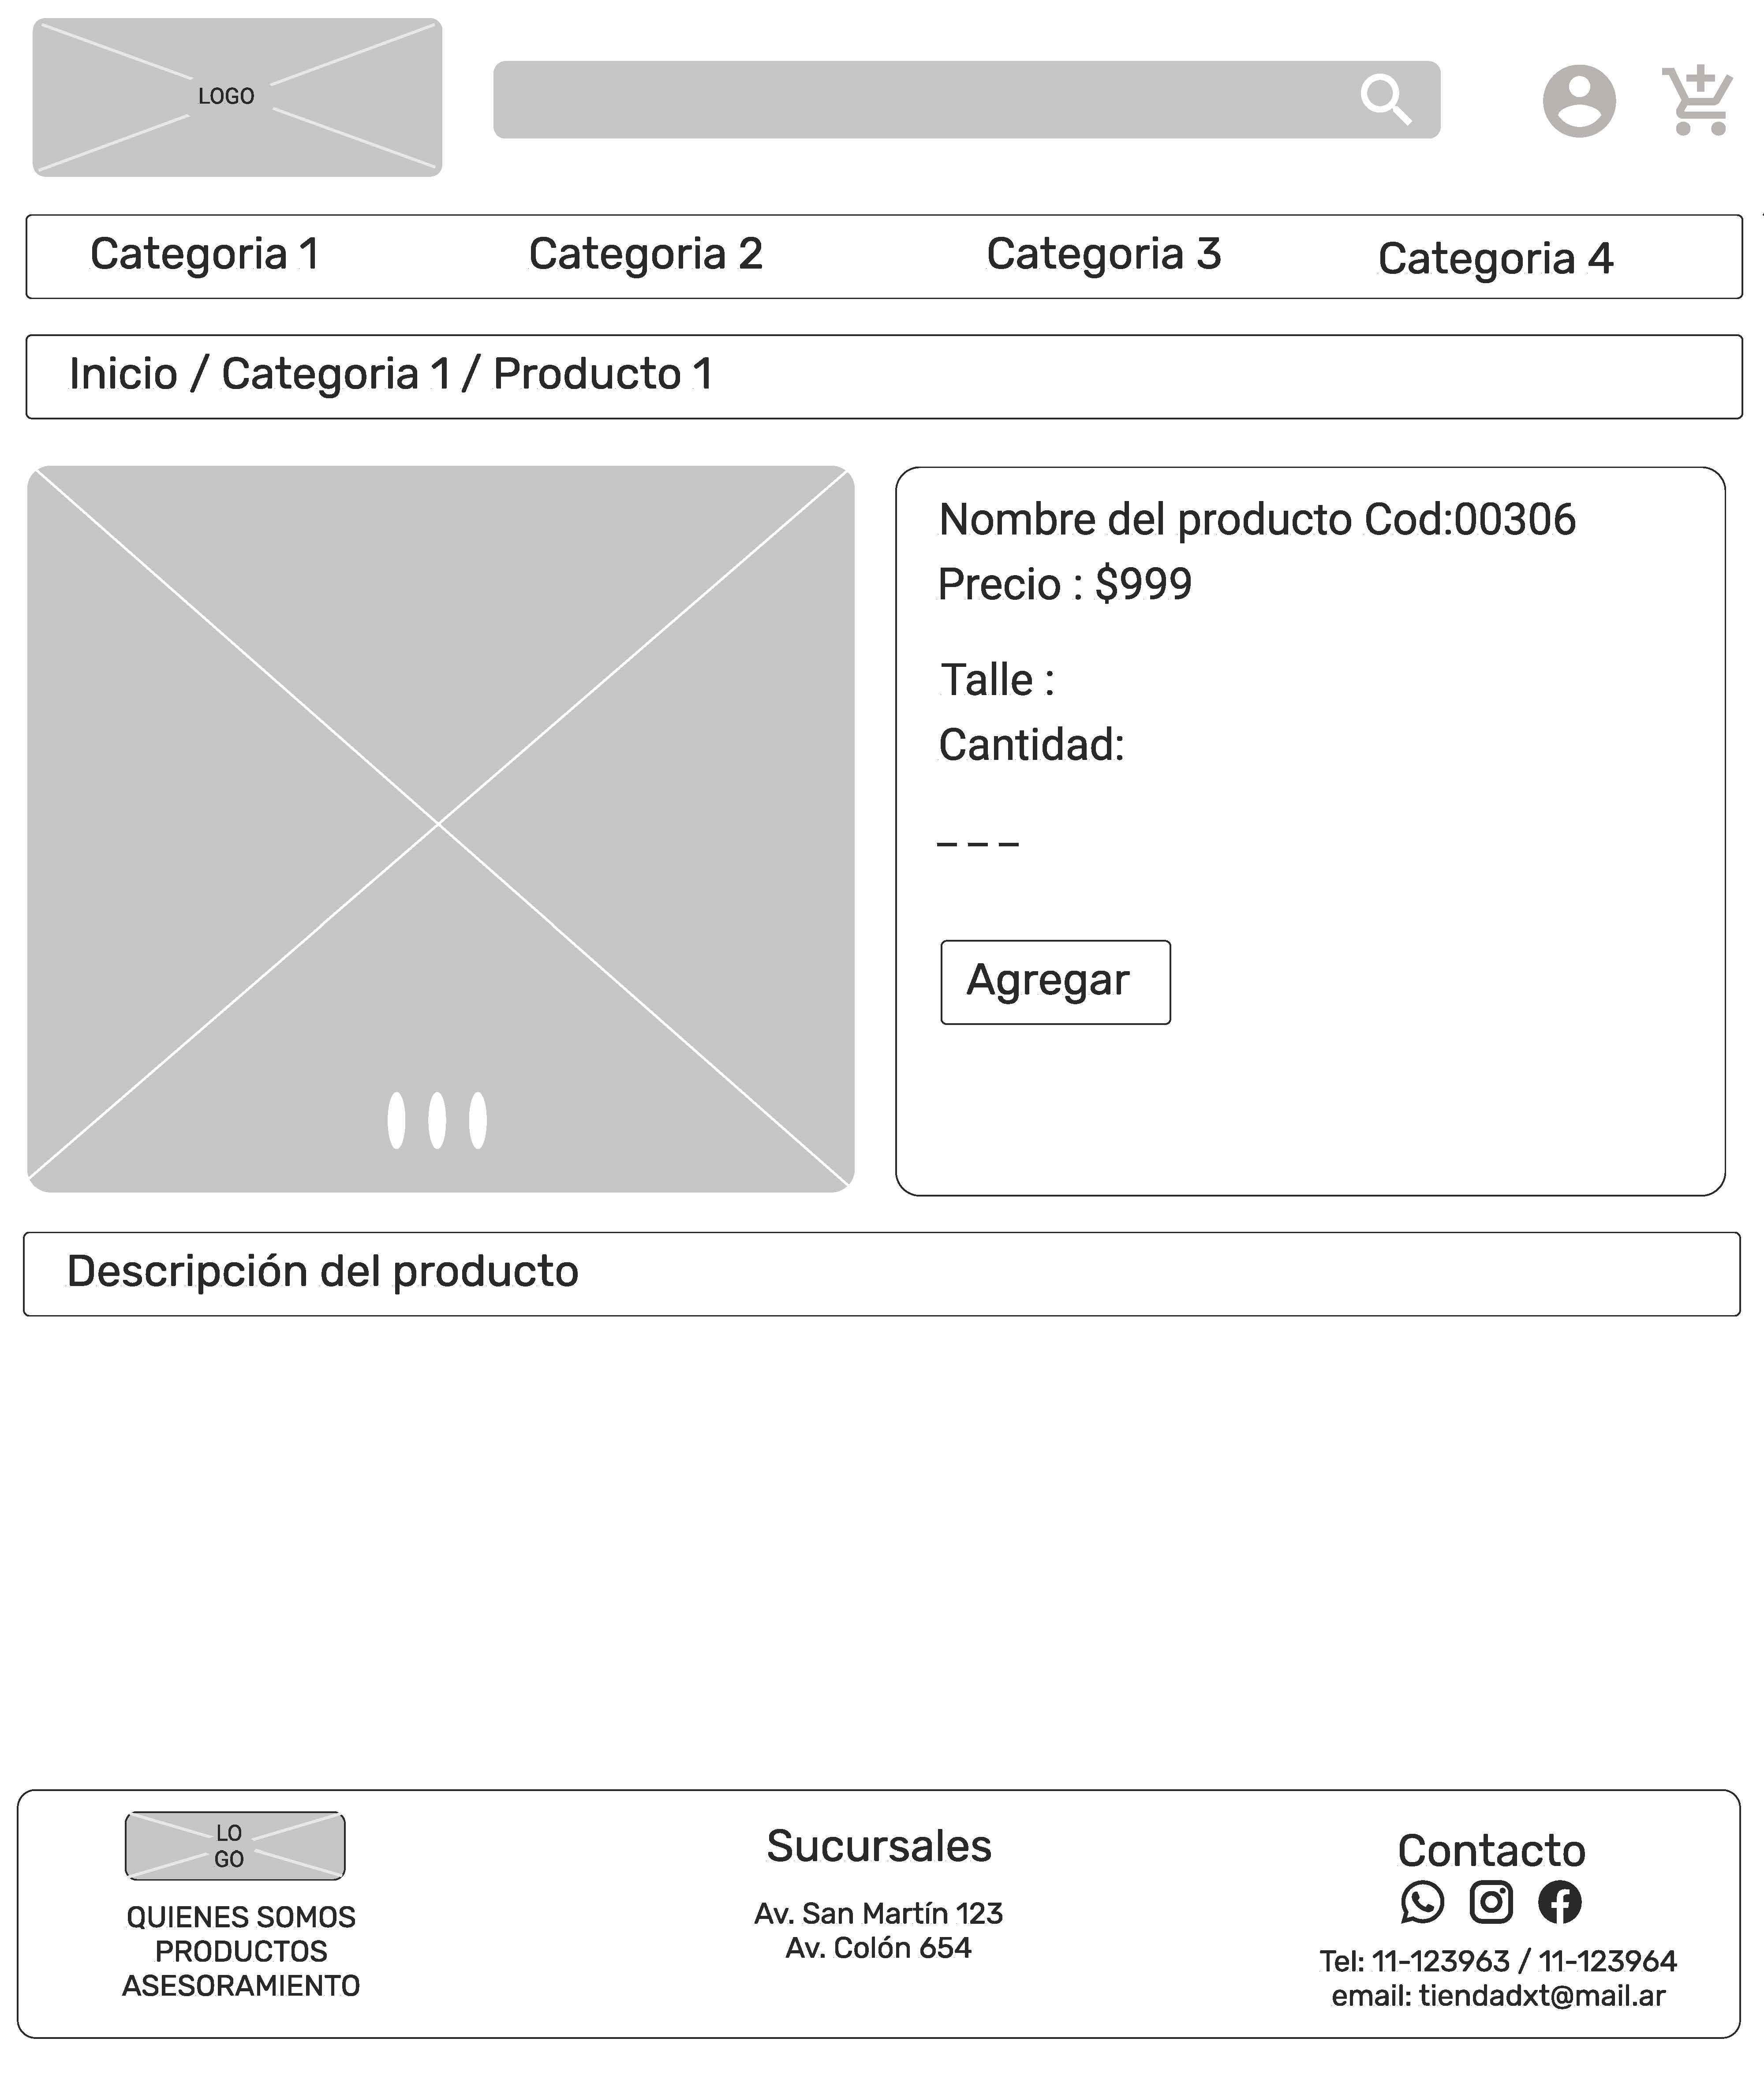 LOGO
Categoria 1
Categoria 2
Categoria 3
Categoria 4
Inicio / Categoria 1 / Producto 1
Nombre del producto Cod:00306
Precio : $999
Talle :
Cantidad:
_ _ _
Agregar
Descripción del producto
LO
GO
QUIENES SOMOS
PRODUCTOS
ASESORAMIENTO
Sucursales
Av. San Martín 123
Av. Colón 654
Contacto
Tel: 11-123963 / 11-123964
email: tiendadxt@mail.ar